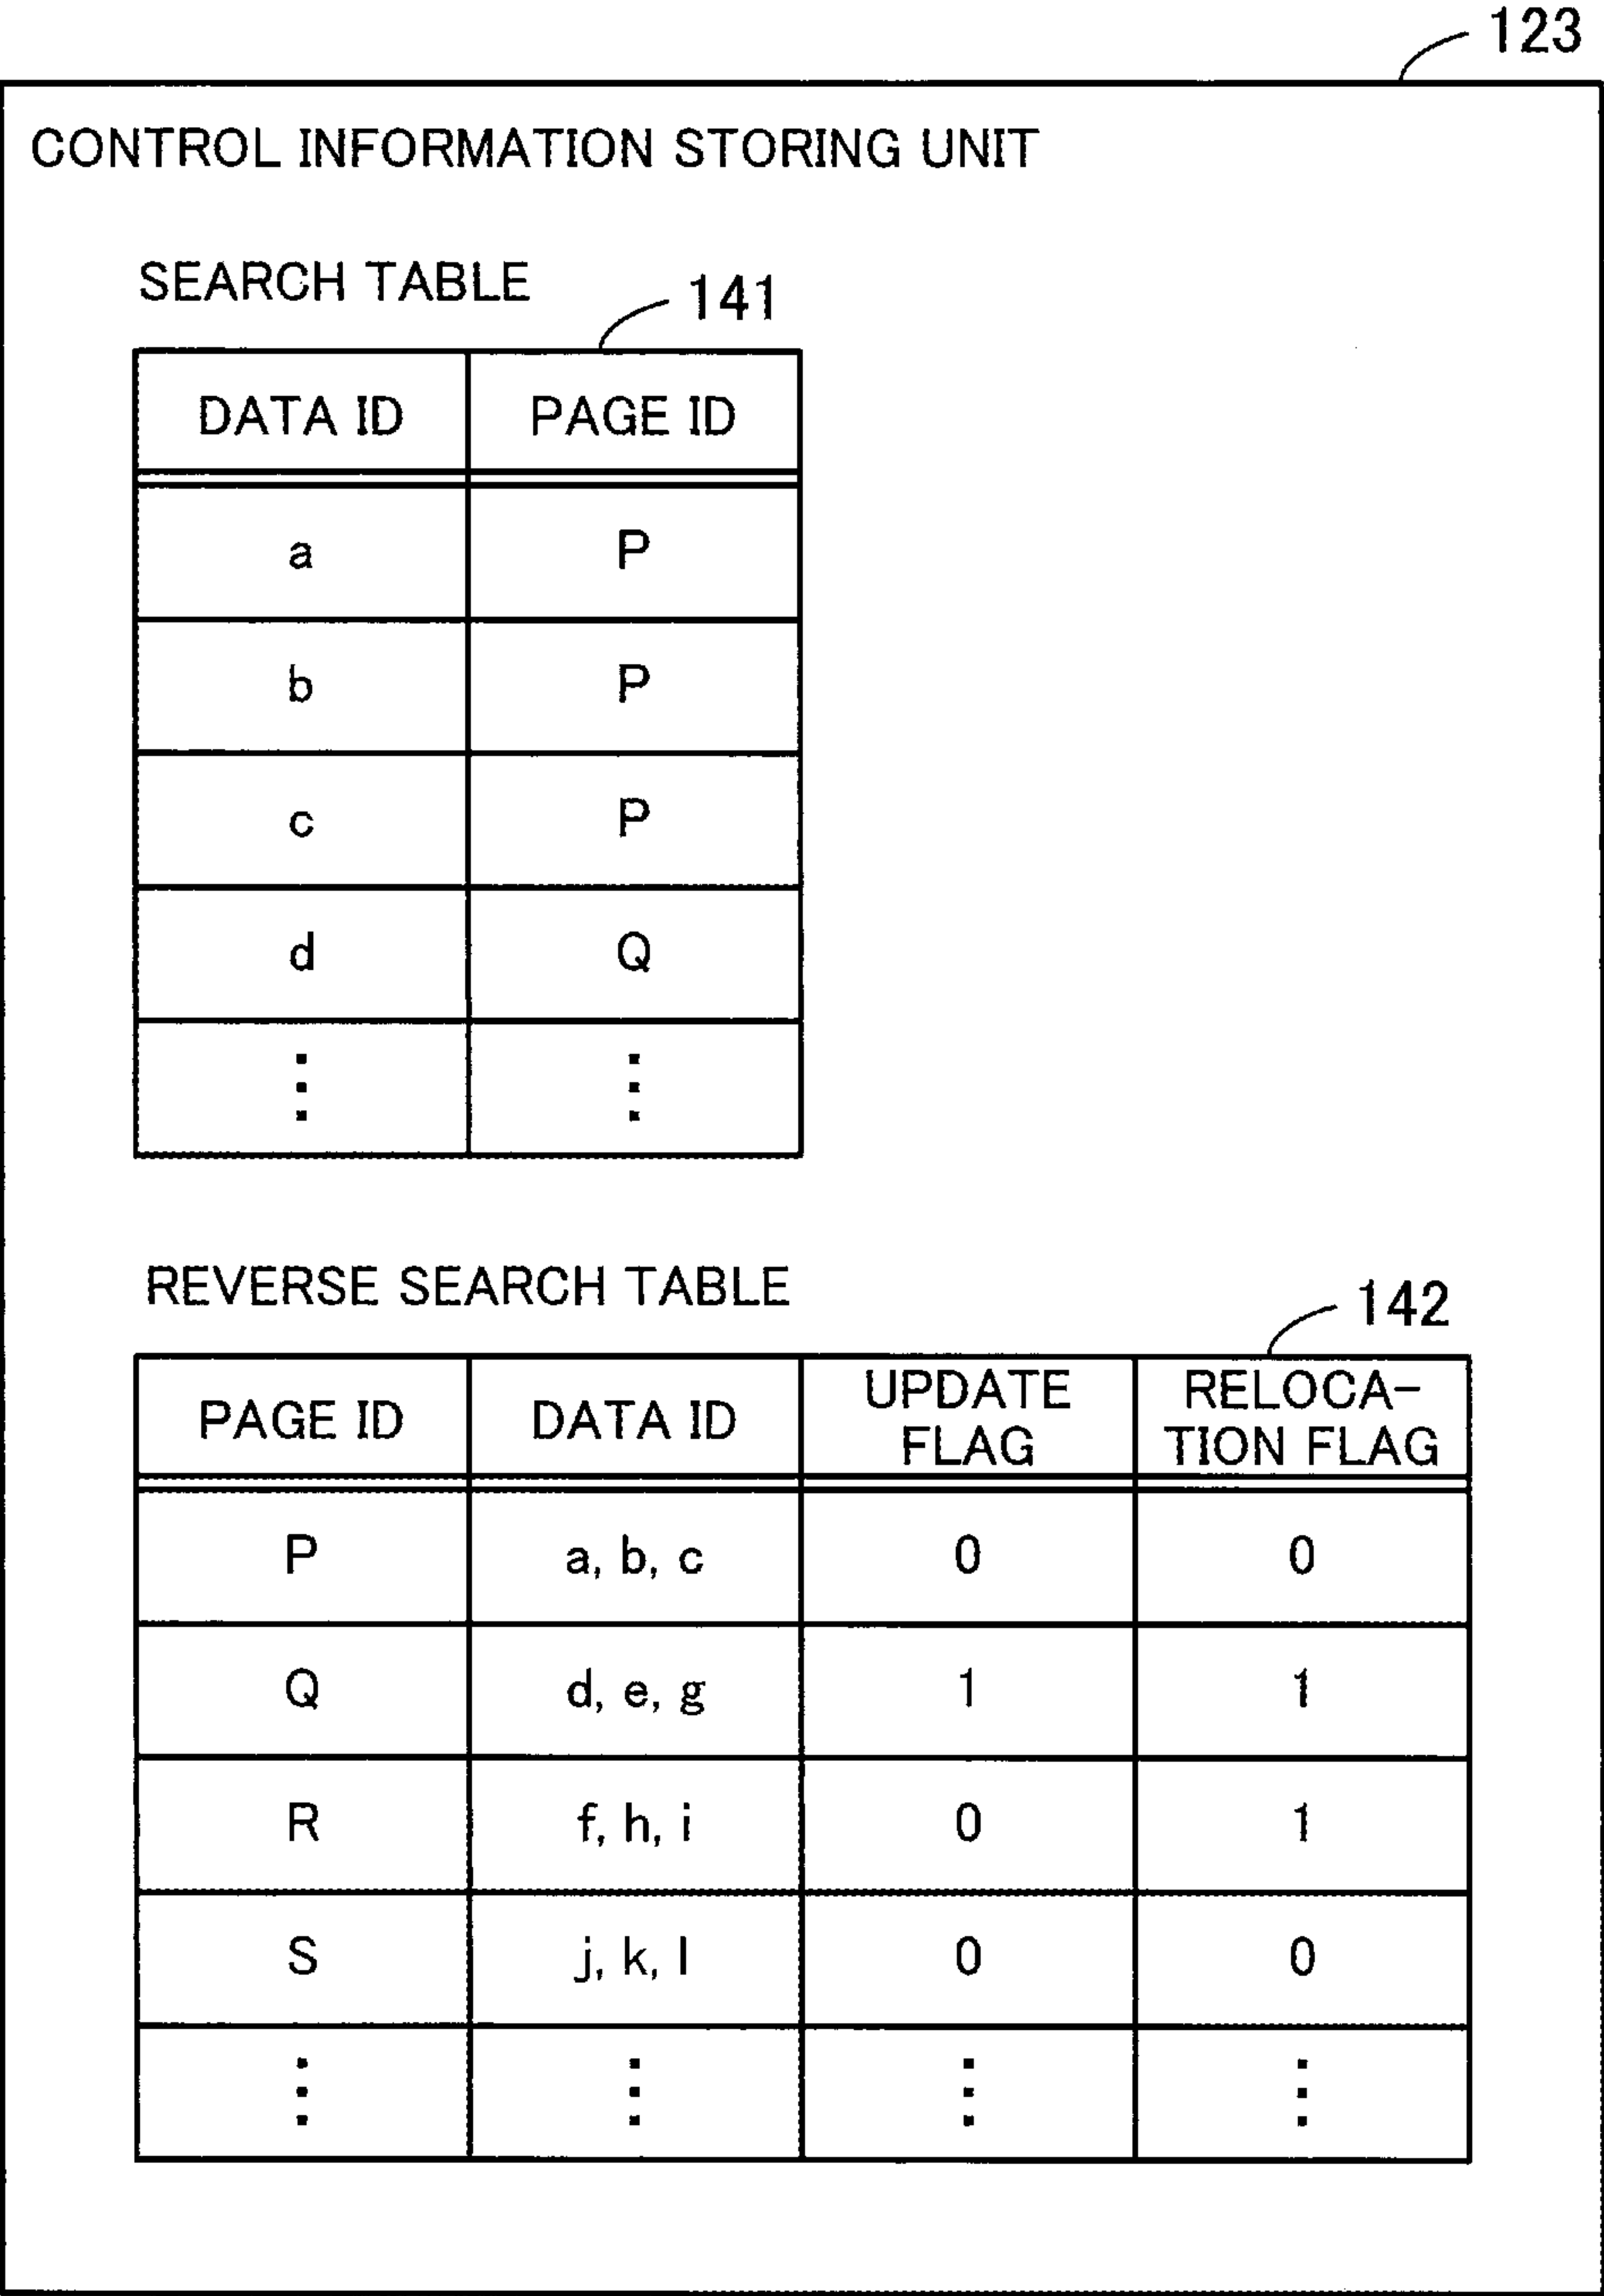 123
CONTROL INFORMATION STORING UNIT
SEARCH TABLE
141
DATA ID PAGE ID
a P
b P
c P
d Q
⋮ ⋮
REVERSE SEARCH TABLE
142
PAGE ID DATA ID UPDATE FLAG RELOCA-TION FLAG
P a, b, c 0 0
Q d, e, g 1 1
R f, h, i 0 1
S j, k, l 0 0
⋮ ⋮ ⋮ ⋮